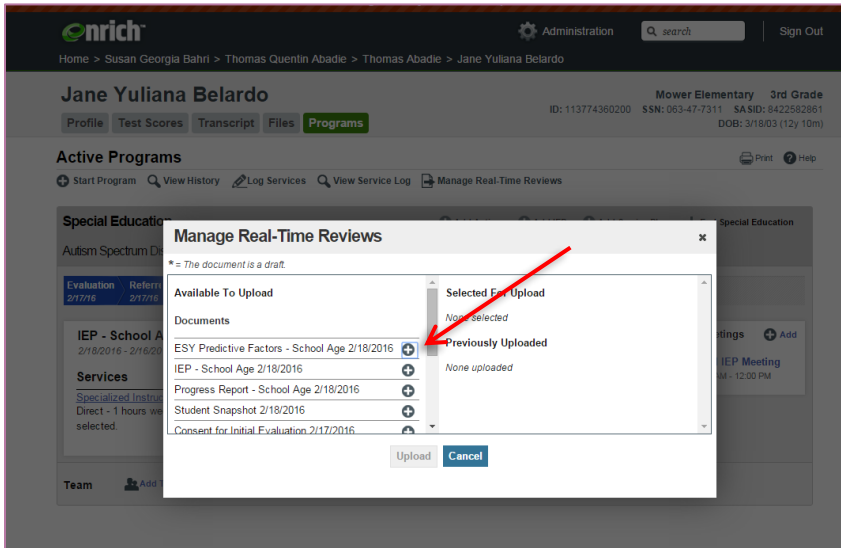 enrich
Administration
search
Sign Out
Home > Susan Georgia Bahri > Thomas Quentin Abadie > Thomas Abadie > Jane Yuliana Belardo
Jane Yuliana Belardo
Mower Elementary 3rd Grade
ID: 113774360200 SSN: 063-47-7311 SASID: 8422582861
DOB: 3/18/03 (12y 10m)
Profile Test Scores Transcript Files Programs
Active Programs
Print Help
Start Program View History Log Services View Service Log Manage Real-Time Reviews
Special Education
Special Education
Autism Spectrum
Evaluation
2/17/16 2/17/16
IEP - School A
2/18/2016 - 2/16/20
Services
Specialized Instruc
Direct - 1 hours we
selected.
Team Add
Add
IEP Meeting
- 12:00 PM
Manage Real-Time Reviews
* = The document is a draft.
Available To Upload
Documents
ESY Predictive Factors - School Age 2/18/2016
IEP - School Age 2/18/2016
Progress Report - School Age 2/18/2016
Student Snapshot 2/18/2016
Consent for Initial Evaluation 2/17/2016
Selected For Upload
None selected
Previously Uploaded
None uploaded
Upload Cancel